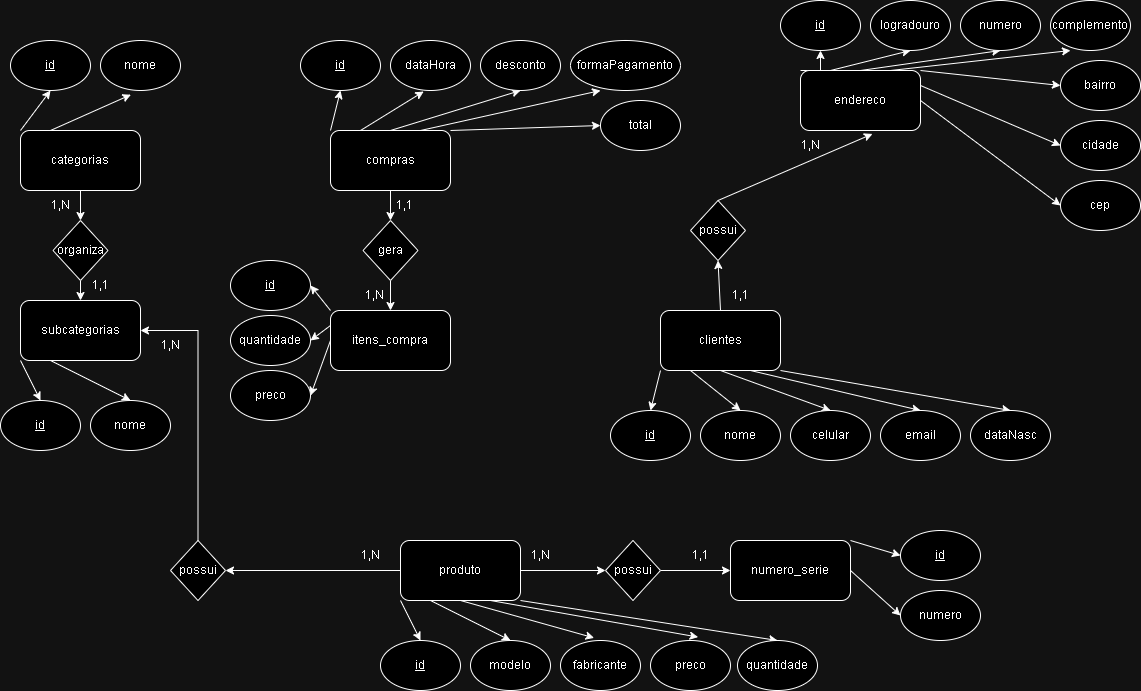 id
logradouro
numero
complemento
id
nome
id
dataHora
desconto
formaPagamento
bairro
endereco
total
categorias
compras
1,N
cidade
1,N
1,1
cep
organiza
gera
possui
1,1
id
1,N
1,1
subcategorias
1,N
quantidade
itens_compra
clientes
preco
id
nome
id
nome
celular
email
dataNasc
1,N
1,N
1,1
id
possui
produto
possui
numero_serie
numero
id
modelo
fabricante
preco
quantidade